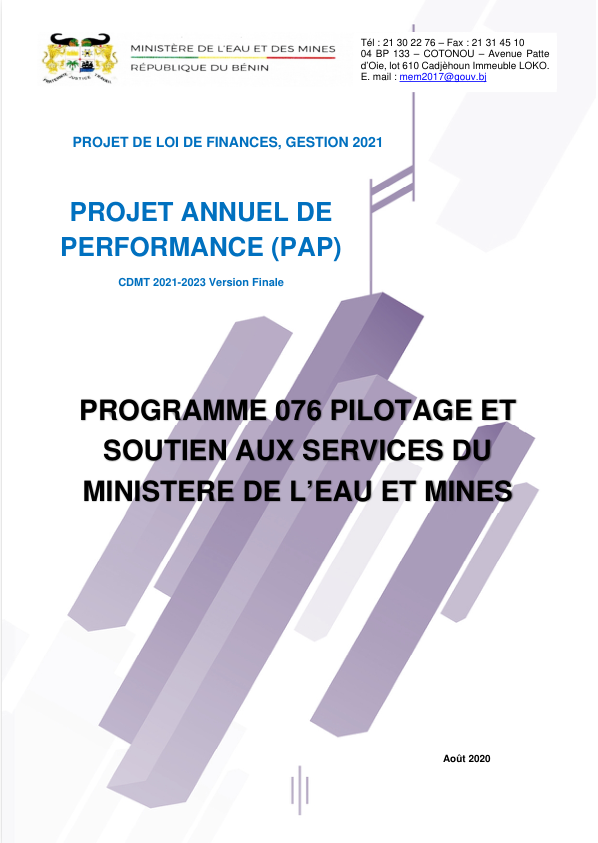 MINISTÈRE DE L'EAU ET DES MINES
RÉPUBLIQUE DU BÉNIN
FRATERNITE JUSTICE TRAVAIL
Tél : 21 30 22 76 – Fax : 21 31 45 10
04 BP 133 – COTONOU – Avenue Patte
d'Oie, lot 610 Cadjèhoun Immeuble LOKO.
E. mail : mem2017@gouv.bj
PROJET DE LOI DE FINANCES, GESTION 2021
PROJET ANNUEL DE
PERFORMANCE (PAP)
CDMT 2021-2023 Version Finale
PROGRAMME 076 PILOTAGE ET
SOUTIEN AUX SERVICES DU
MINISTERE DE L'EAU ET MINES
Août 2020